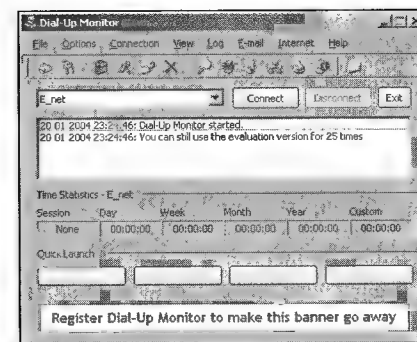 Dial-Up Monitor
File Options Connection View Log E-mail Internet Help
E_net Connect Disconnect Exit
20 01 2004 23:24:46: Dial-Up Monitor started.
20 01 2004 23:24:46: You can still use the evaluation version for 25 times
Time Statistics - E_net
Session Day Week Month Year Custom
None 00:00:00 00:00:00 00:00:00 00:00:00 00:00:00
Quick Launch
Register Dial-Up Monitor to make this banner go away